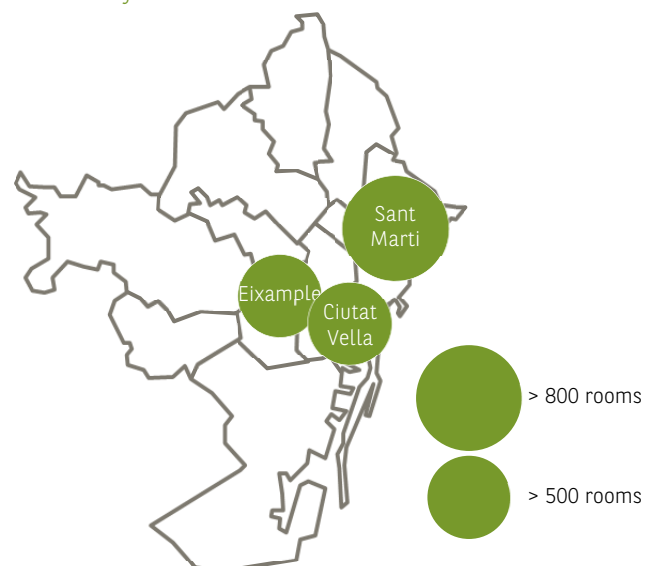 Sant
Marti
Eixample
Ciutat
Vella
> 800 rooms
> 500 rooms